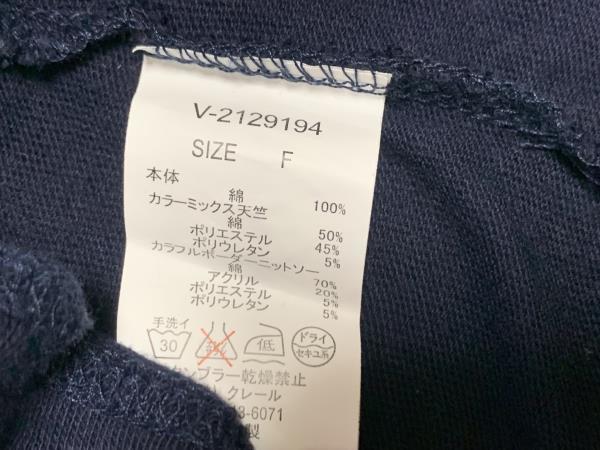 V-2129194
SIZE F
本体
綿 100%
カラーミックス天竺
綿 50%
ポリエステル 45%
ポリウレタン 5%
カラフルボーダーニットソー
綿 70%
アクリル 20%
ポリエステル 5%
ポリウレタン 5%
手洗イ 30 低 ドライ セキユ系
タンブラー乾燥禁止
クレール
3-6071
製